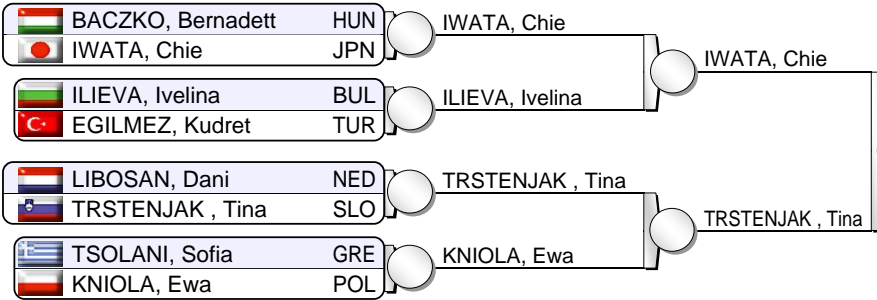 BACZKO, Bernadett HUN
IWATA, Chie JPN
ILIEVA, Ivelina BUL
EGILMEZ, Kudret TUR
LIBOSAN, Dani NED
TRSTENJAK , Tina SLO
TSOLANI, Sofia GRE
KNIOLA, Ewa POL
IWATA, Chie
ILIEVA, Ivelina
TRSTENJAK , Tina
KNIOLA, Ewa
IWATA, Chie
TRSTENJAK , Tina